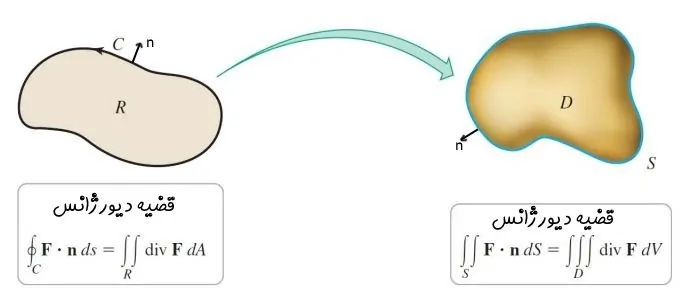 C
n
R
D
n
S
قضیه دیورژانس
∮_C F · n ds = ∬_R div F dA
قضیه دیورژانس
∬_S F · n dS = ∭_D div F dV